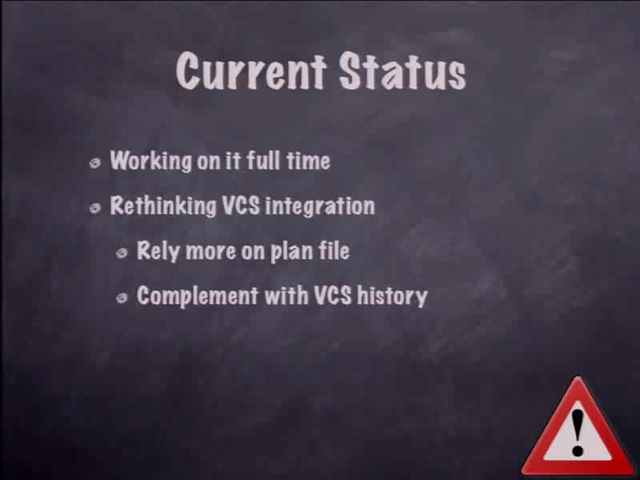 Current Status
Working on it full time
Rethinking VCS integration
Rely more on plan file
Complement with VCS history
!